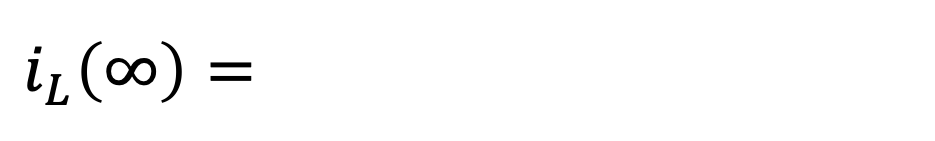 i_L(∞) =